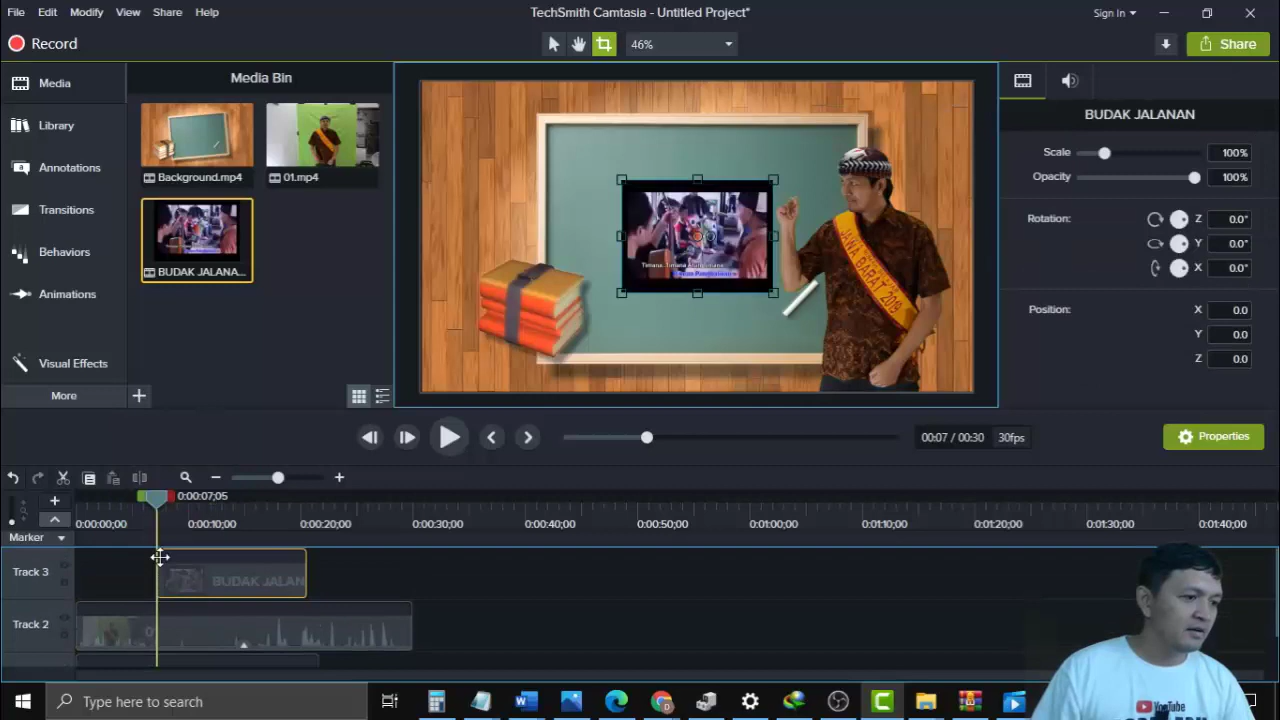 File Edit Modify View Share Help
TechSmith Camtasia - Untitled Project*
Sign In
Record
46%
Share
Media
Library
Annotations
Transitions
Behaviors
Animations
Visual Effects
More
Media Bin
Background.mp4
01.mp4
BUDAK JALANA...
JAWA BARAT 2019
BUDAK JALANAN
Scale 100%
Opacity 100%
Rotation: Z 0.0°
Y 0.0°
X 0.0°
Position: X 0.0
Y 0.0
Z 0.0
00:07 / 00:30 30fps
Properties
0:00:07;05
0:00:00;00 0:00:10;00 0:00:20;00 0:00:30;00 0:00:40;00 0:00:50;00 0:01:00;00 0:01:10;00 0:01:20;00 0:01:30;00 0:01:40;00
Marker
Track 3
BUDAK JALAN
Track 2
Type here to search
YouTube